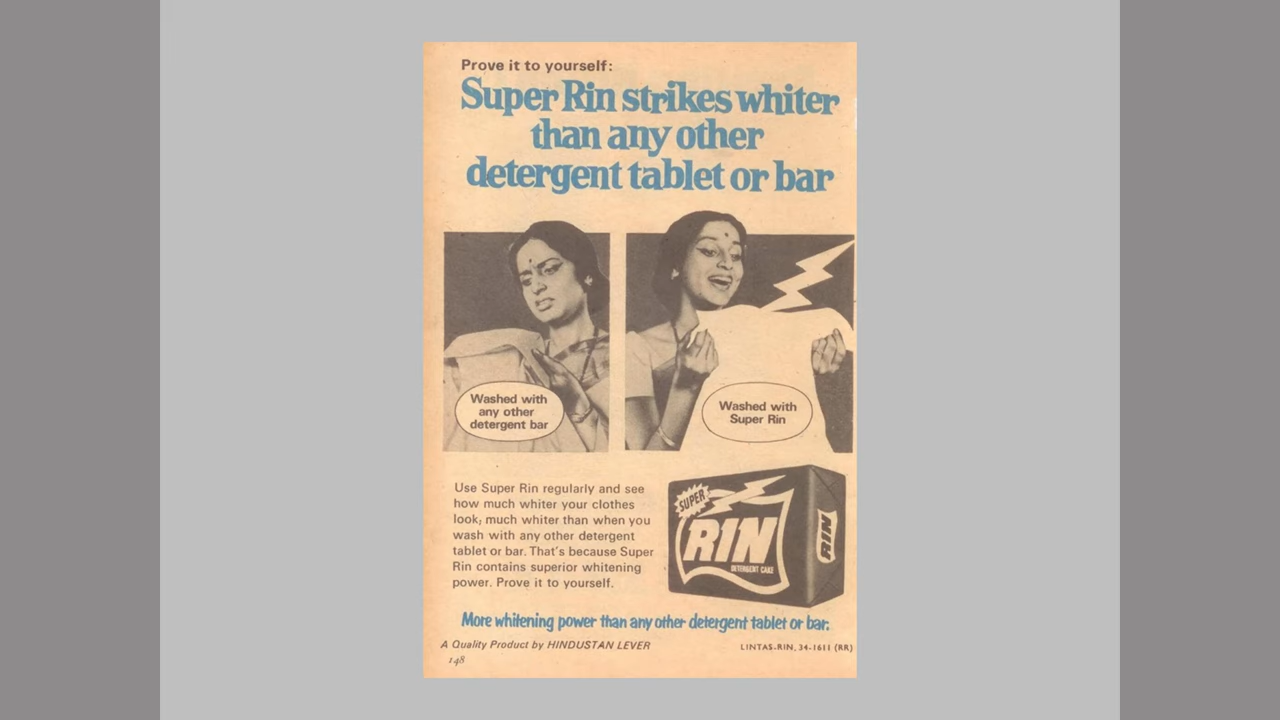 Prove it to yourself:
Super Rin strikes whiter
than any other
detergent tablet or bar
Washed with
any other
detergent bar
Washed with
Super Rin
Use Super Rin regularly and see
how much whiter your clothes
look; much whiter than when you
wash with any other detergent
tablet or bar. That's because Super
Rin contains superior whitening
power. Prove it to yourself.
SUPER
RIN
DETERGENT CAKE
RIN
More whitening power than any other detergent tablet or bar.
A Quality Product by HINDUSTAN LEVER
LINTAS-RIN, 34-1611 (RR)
148